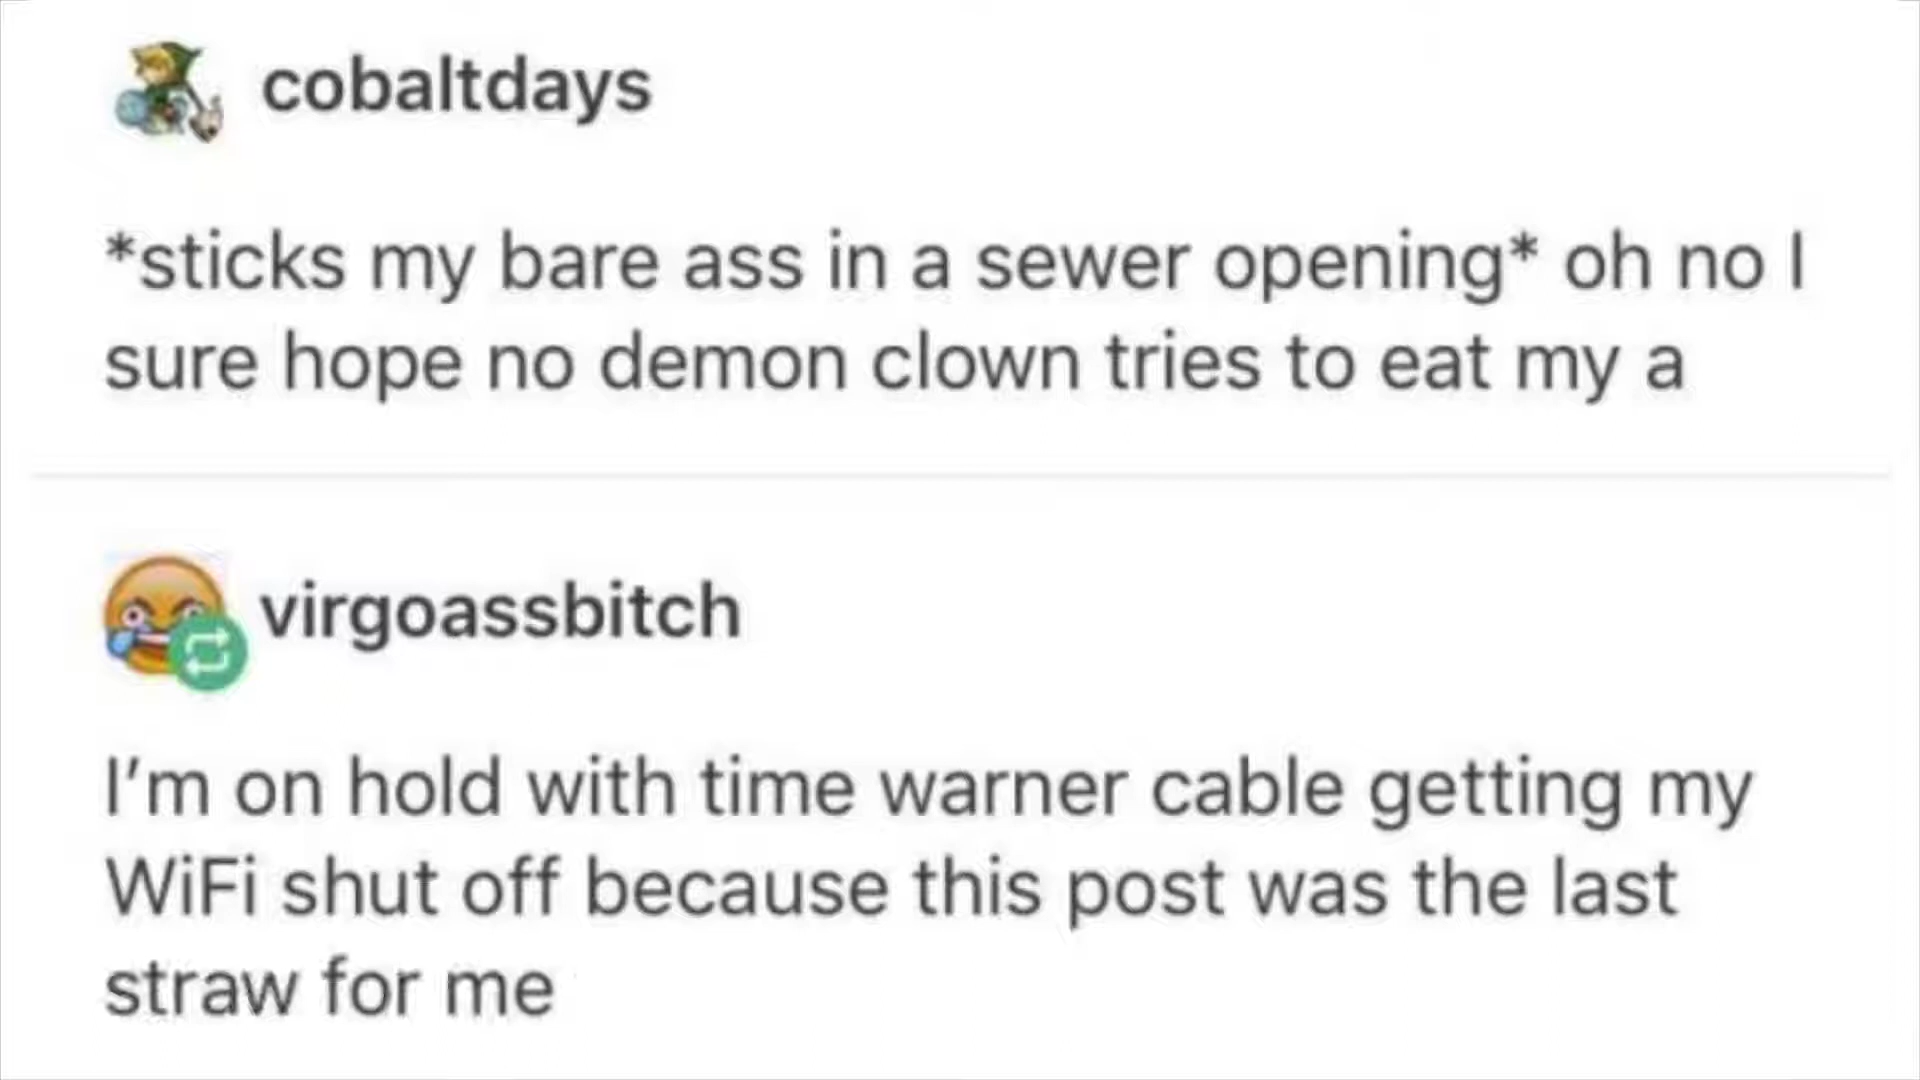 cobaltdays
*sticks my bare ass in a sewer opening* oh no I
sure hope no demon clown tries to eat my a
virgoassbitch
I’m on hold with time warner cable getting my
WiFi shut off because this post was the last
straw for me